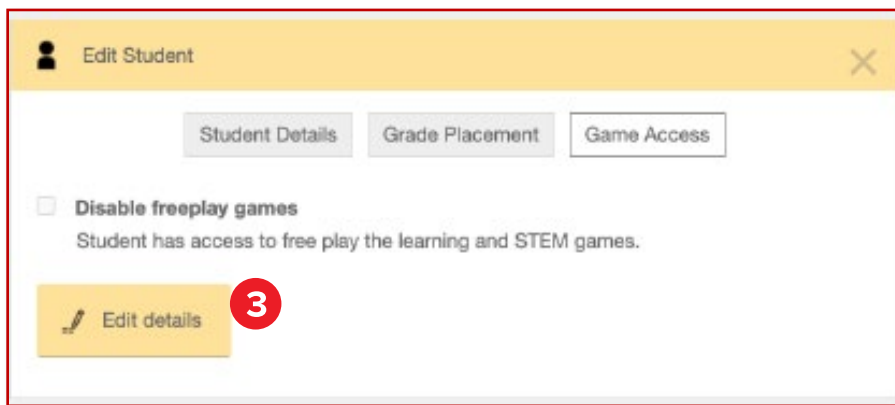 Edit Student
Student Details Grade Placement Game Access
Disable freeplay games
Student has access to free play the learning and STEM games.
Edit details 3